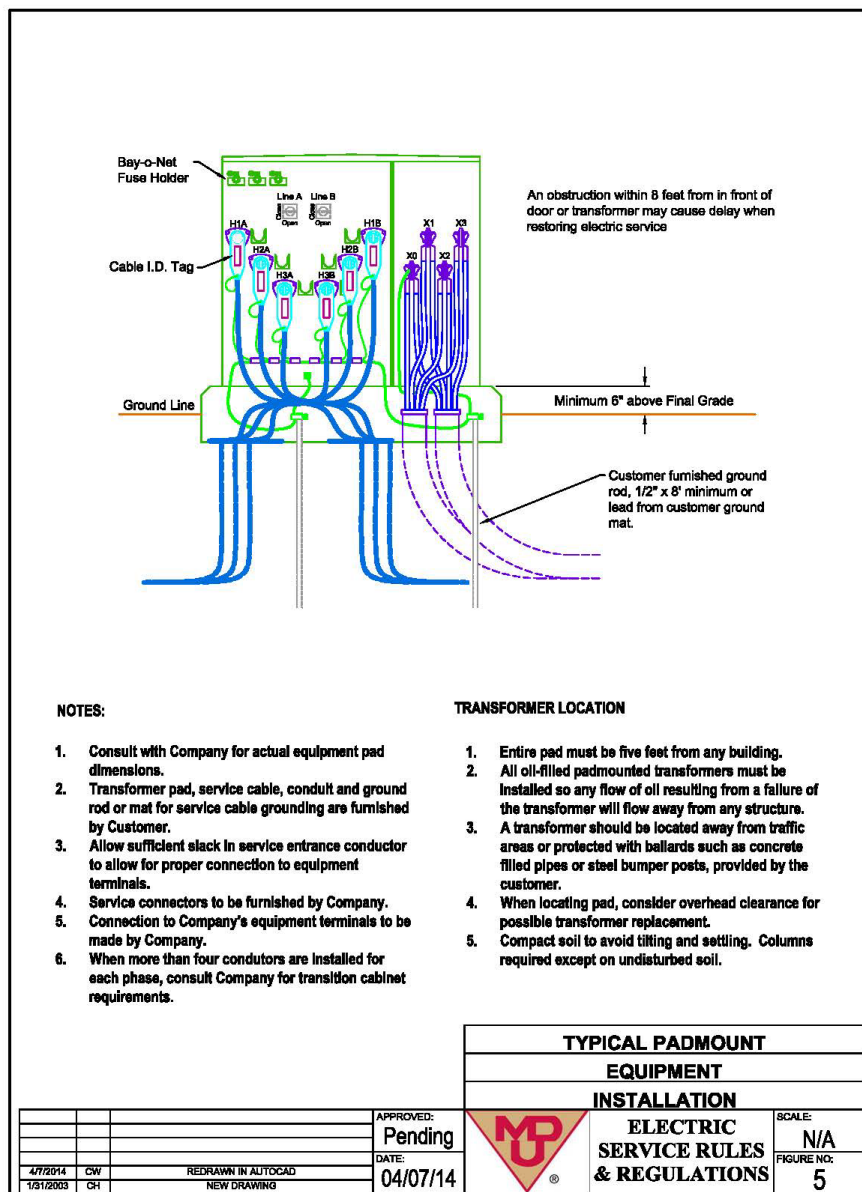 Bay-o-Net
Fuse Holder
Line A
Line B
Close
Open
Close
Open
H1A
H2A
H3A
H3B
H2B
H1B
X0
X1
X2
X3
An obstruction within 8 feet from in front of
door or transformer may cause delay when
restoring electric service
Cable I.D. Tag
Ground Line
Minimum 6" above Final Grade
Customer furnished ground
rod, 1/2" x 8' minimum or
lead from customer ground
mat.
NOTES:
1. Consult with Company for actual equipment pad
dimensions.
2. Transformer pad, service cable, conduit and ground
rod or mat for service cable grounding are furnished
by Customer.
3. Allow sufficient slack in service entrance conductor
to allow for proper connection to equipment
terminals.
4. Service connectors to be furnished by Company.
5. Connection to Company's equipment terminals to be
made by Company.
6. When more than four condutors are installed for
each phase, consult Company for transition cabinet
requirements.
TRANSFORMER LOCATION
1. Entire pad must be five feet from any building.
2. All oil-filled padmounted transformers must be
installed so any flow of oil resulting from a failure of
the transformer will flow away from any structure.
3. A transformer should be located away from traffic
areas or protected with ballards such as concrete
filled pipes or steel bumper posts, provided by the
customer.
4. When locating pad, consider overhead clearance for
possible transformer replacement.
5. Compact soil to avoid tilting and settling. Columns
required except on undisturbed soil.
TYPICAL PADMOUNT
EQUIPMENT
INSTALLATION
APPROVED:
Pending
DATE:
04/07/14
4/7/2014 CW REDRAWN IN AUTOCAD
1/31/2003 CH NEW DRAWING
MDU
®
ELECTRIC
SERVICE RULES
& REGULATIONS
SCALE:
N/A
FIGURE NO:
5